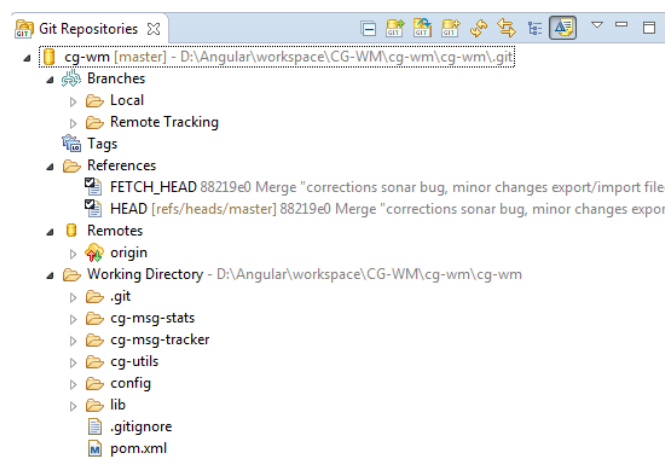 Git Repositories
cg-wm [master] - D:\Angular\workspace\CG-WM\cg-wm\cg-wm\.git
Branches
Local
Remote Tracking
Tags
References
FETCH_HEAD 88219e0 Merge "corrections sonar bug, minor changes export/import file
HEAD [refs/heads/master] 88219e0 Merge "corrections sonar bug, minor changes expor
Remotes
origin
Working Directory - D:\Angular\workspace\CG-WM\cg-wm\cg-wm
.git
cg-msg-stats
cg-msg-tracker
cg-utils
config
lib
.gitignore
pom.xml